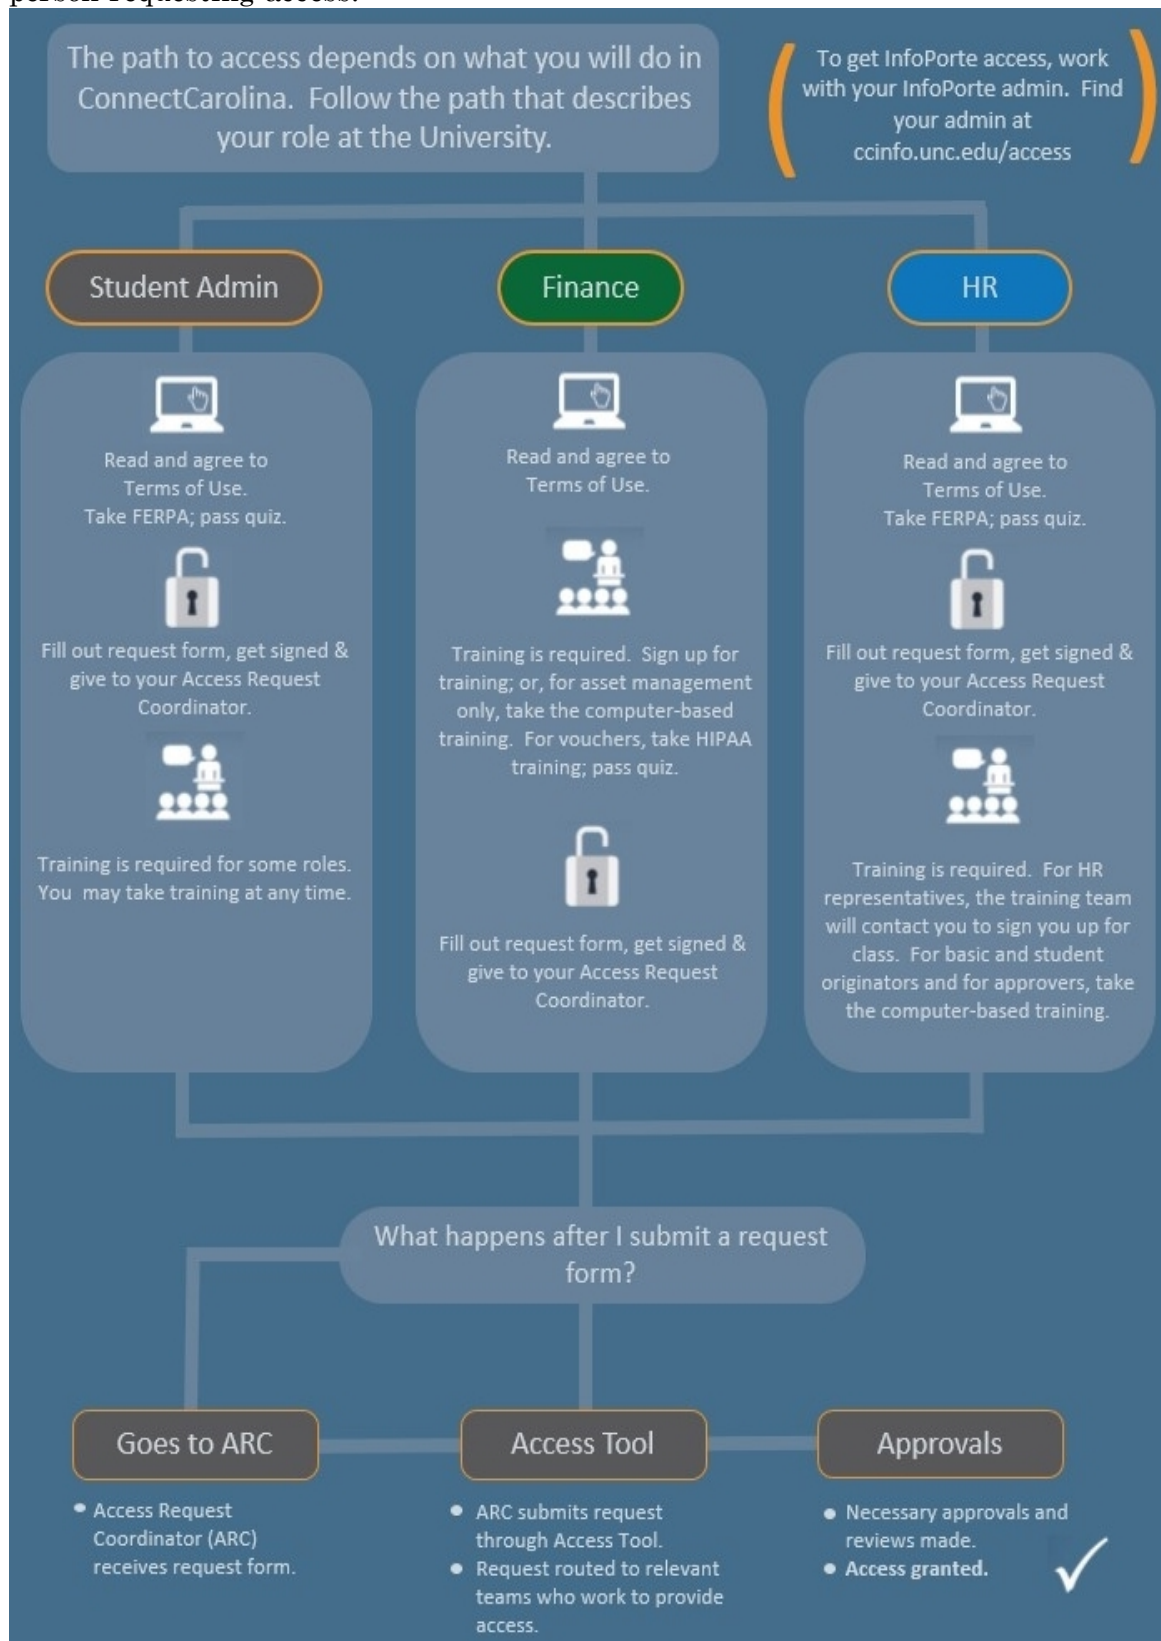 person requesting access.
The path to access depends on what you will do in
ConnectCarolina. Follow the path that describes
your role at the University.
To get InfoPorte access, work
with your InfoPorte admin. Find
your admin at
ccinfo.unc.edu/access
Student Admin
Finance
HR
Read and agree to
Terms of Use.
Take FERPA; pass quiz.
Fill out request form, get signed &
give to your Access Request
Coordinator.
Training is required for some roles.
You may take training at any time.
Read and agree to
Terms of Use.
Training is required. Sign up for
training; or, for asset management
only, take the computer-based
training. For vouchers, take HIPAA
training; pass quiz.
Fill out request form, get signed &
give to your Access Request
Coordinator.
Read and agree to
Terms of Use.
Take FERPA; pass quiz.
Fill out request form, get signed &
give to your Access Request
Coordinator.
Training is required. For HR
representatives, the training team
will contact you to sign you up for
class. For basic and student
originators and for approvers, take
the computer-based training.
What happens after I submit a request
form?
Goes to ARC
• Access Request
Coordinator (ARC)
receives request form.
Access Tool
• ARC submits request
through Access Tool.
• Request routed to relevant
teams who work to provide
access.
Approvals
• Necessary approvals and
reviews made.
• Access granted.